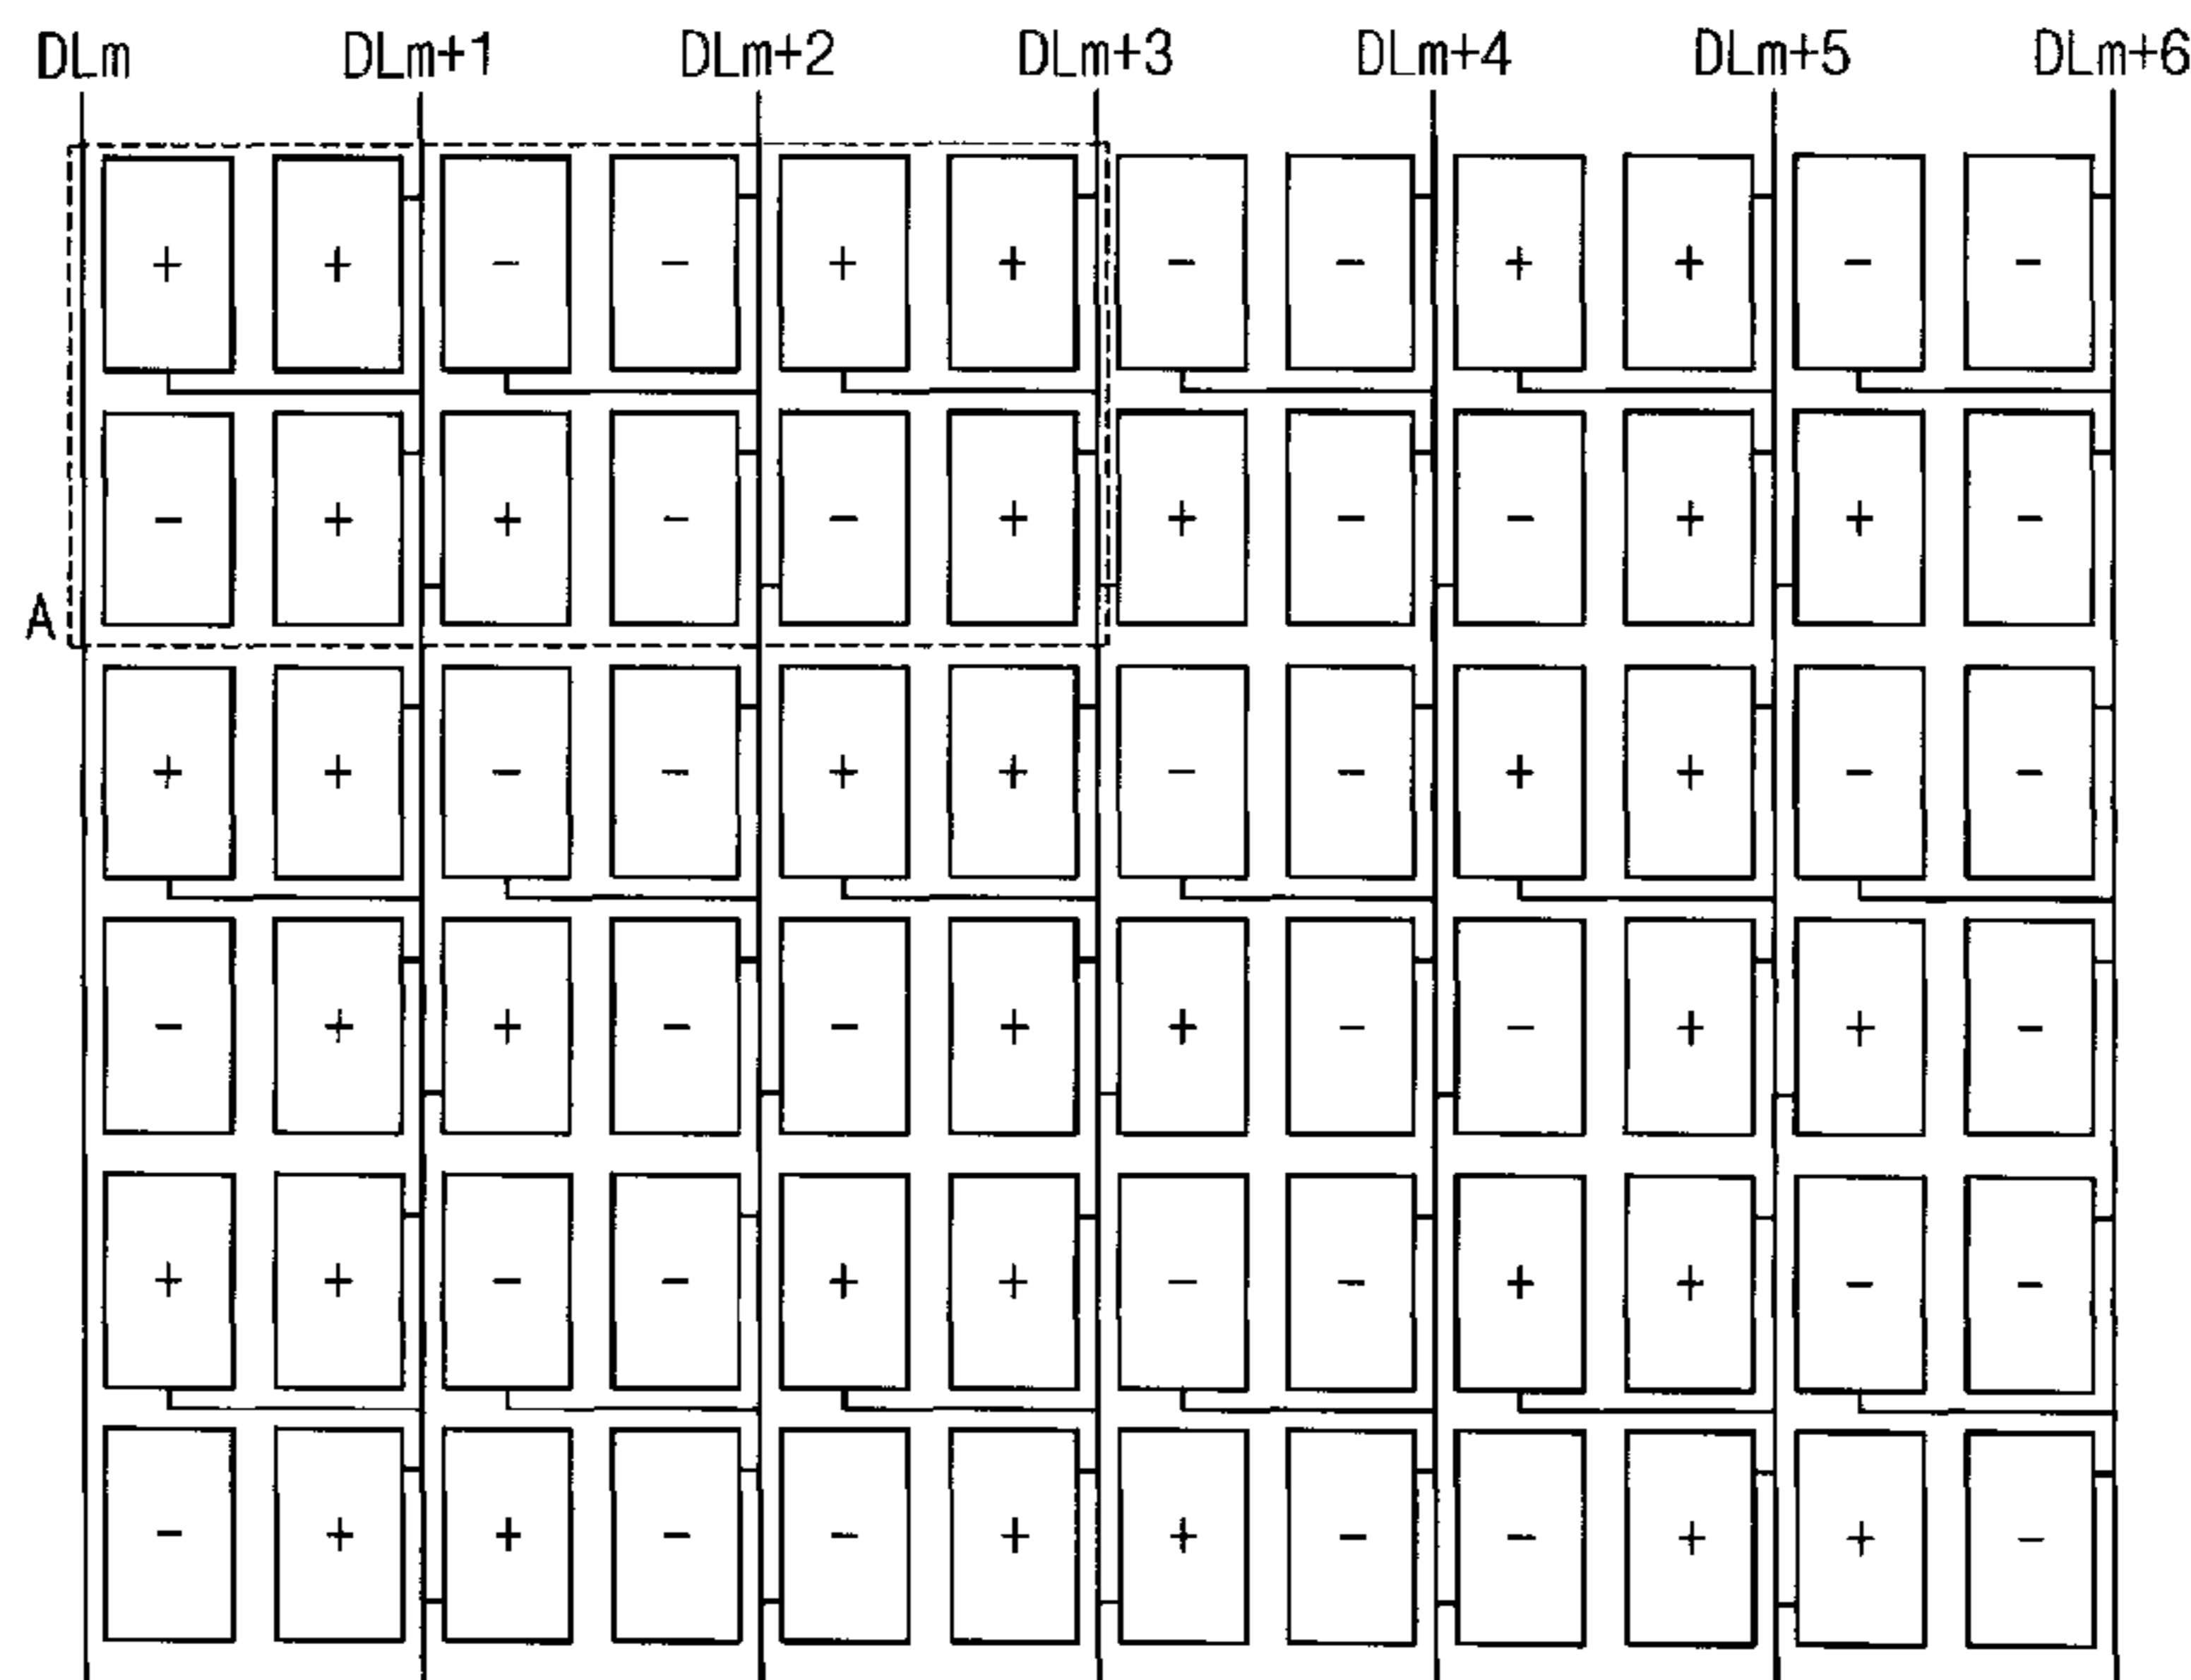 DLm DLm+1 DLm+2 DLm+3 DLm+4 DLm+5 DLm+6
+ + - - + + - - + + - -
- + + - - + + - - + + -
A
+ + - - + + - - + + - -
- + + - - + + - - + + -
+ + - - + + - - + + - -
- + + - - + + - - + + -